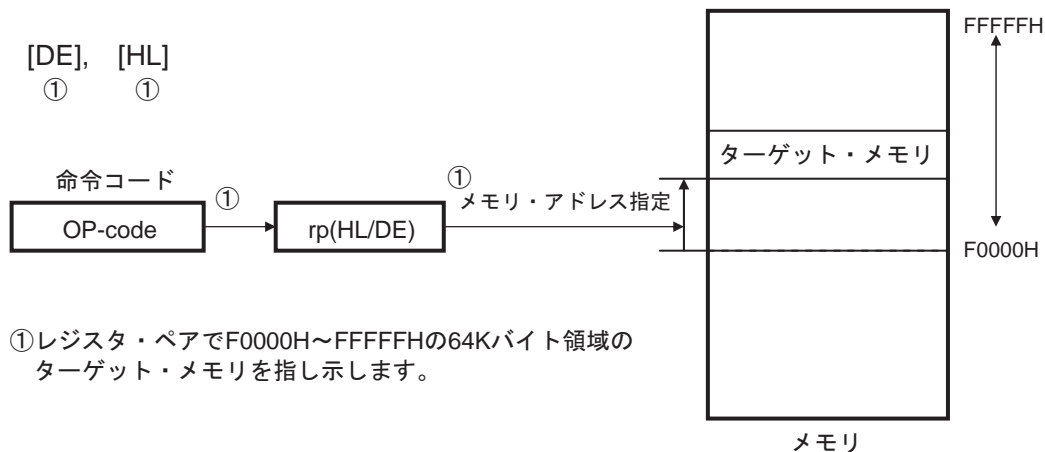 [DE], [HL]
① ①
命令コード
OP-code
①
rp(HL/DE)
①
メモリ・アドレス指定
ターゲット・メモリ
FFFFFH
F0000H
メモリ
①レジスタ・ペアでF0000H～FFFFFHの64Kバイト領域の
ターゲット・メモリを指し示します。